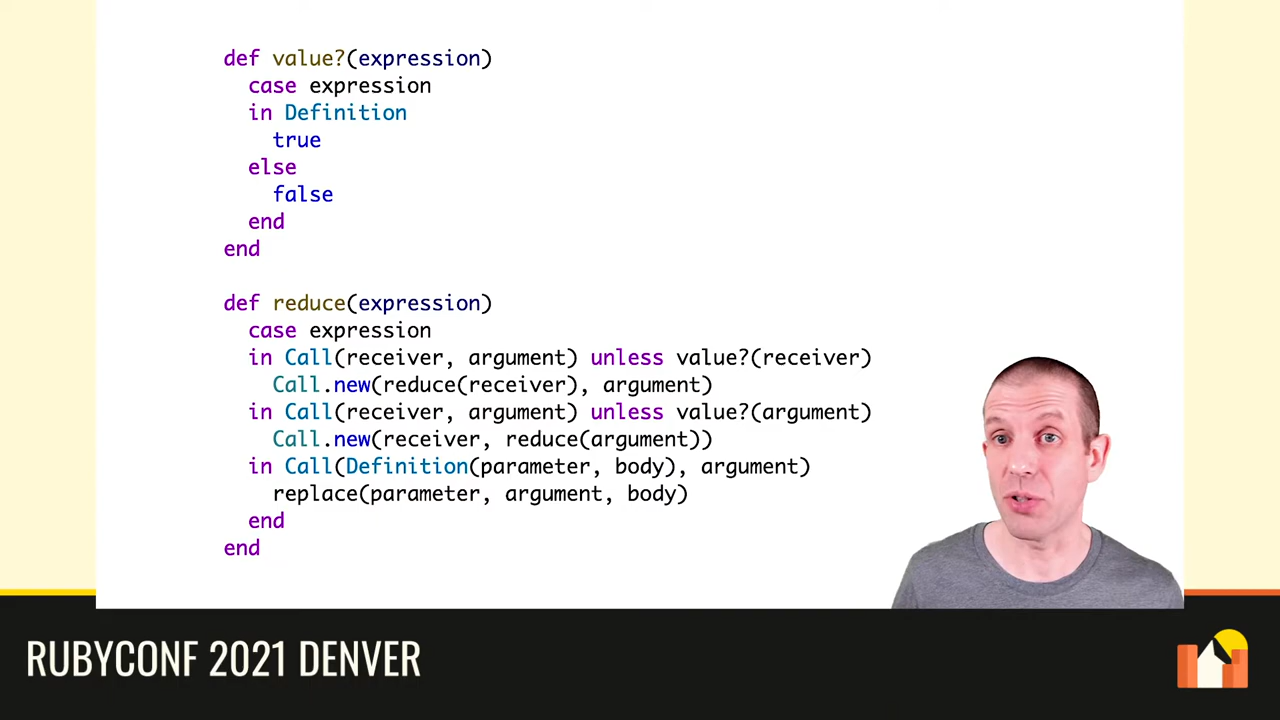 def value?(expression)
  case expression
  in Definition
    true
  else
    false
  end
end

def reduce(expression)
  case expression
  in Call(receiver, argument) unless value?(receiver)
    Call.new(reduce(receiver), argument)
  in Call(receiver, argument) unless value?(argument)
    Call.new(receiver, reduce(argument))
  in Call(Definition(parameter, body), argument)
    replace(parameter, argument, body)
  end
end
RUBYCONF 2021 DENVER